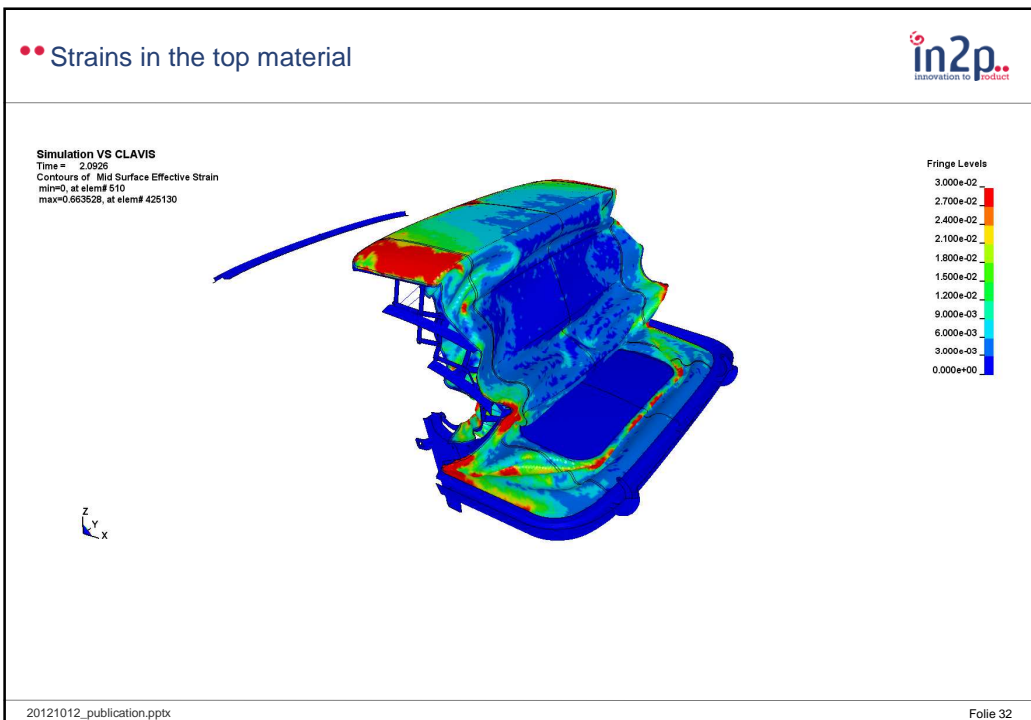 Strains in the top material
in2p
innovation to product
Simulation VS CLAVIS
Time = 2.0926
Contours of Mid Surface Effective Strain
min=0, at elem# 510
max=0.663528, at elem# 425130
Fringe Levels
3.000e-02
2.700e-02
2.400e-02
2.100e-02
1.800e-02
1.500e-02
1.200e-02
9.000e-03
6.000e-03
3.000e-03
0.000e+00
Z
Y
X
20121012_publication.pptx
Folie 32